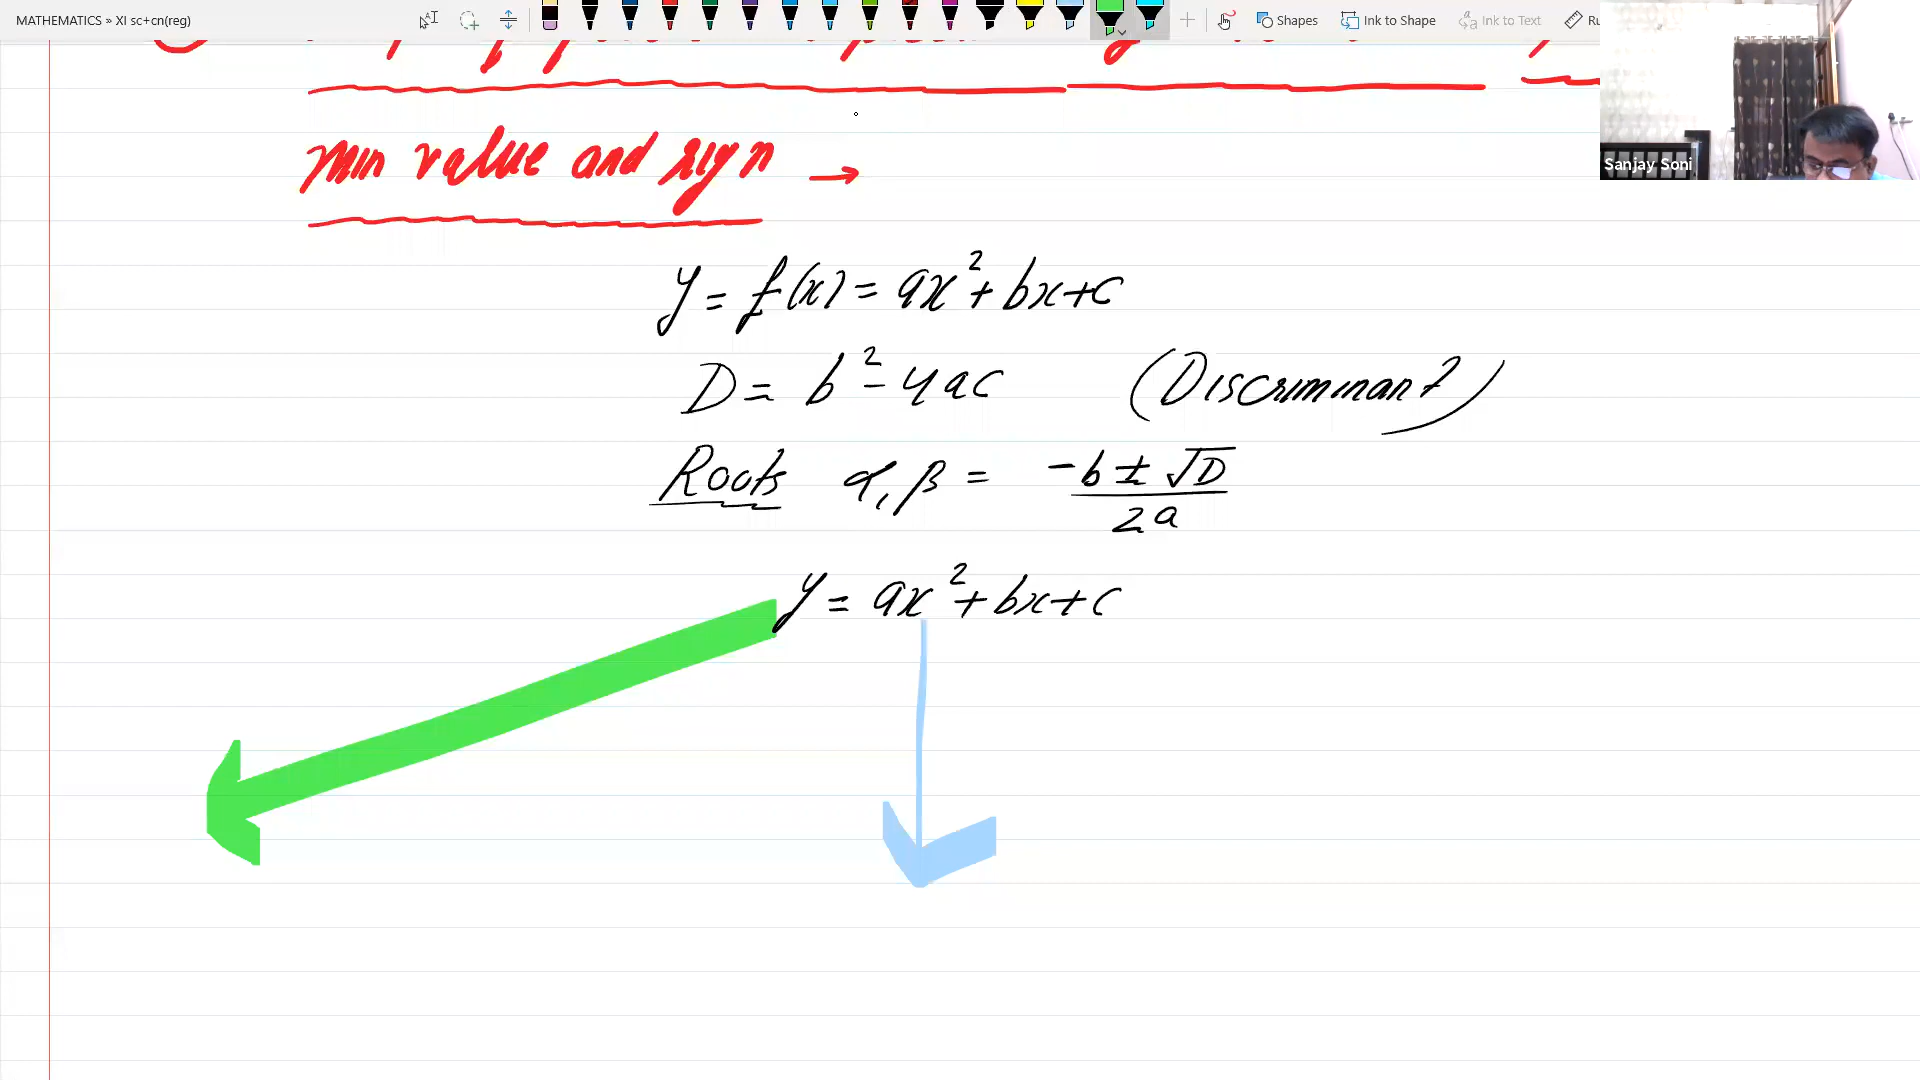 MATHEMATICS » XI sc+cn(reg)
Shapes
Ink to Shape
Ink to Text
Sanjay Soni
min value and sign →
y = f(x) = ax² + bx + c
D = b² - 4ac (Discriminant)
Roots α, β = (-b ± √D) / 2a
y = ax² + bx + c